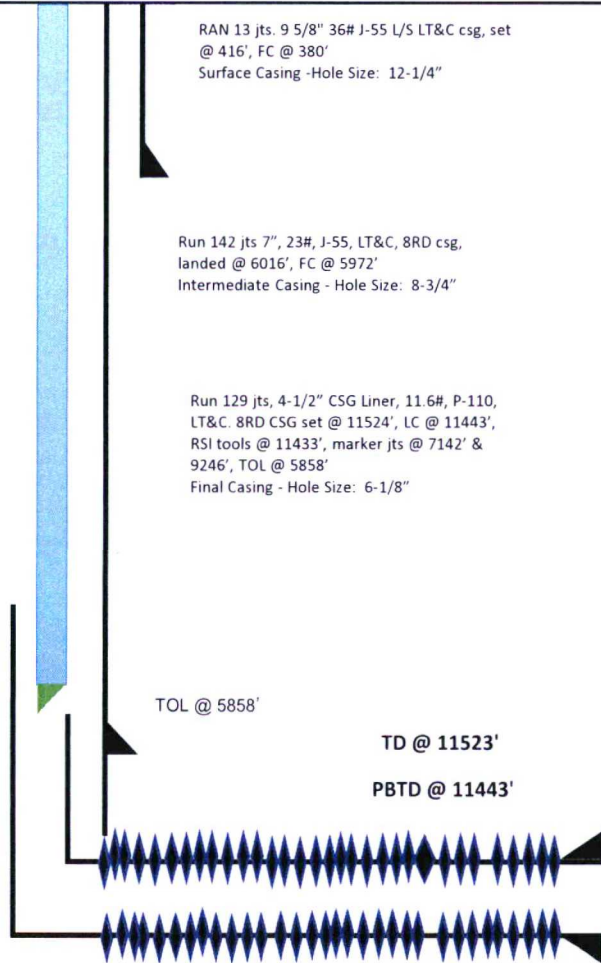 RAN 13 jts. 9 5/8" 36# J-55 L/S LT&C csg, set
@ 416', FC @ 380'
Surface Casing -Hole Size: 12-1/4"
Run 142 jts 7", 23#, J-55, LT&C, 8RD csg,
landed @ 6016', FC @ 5972'
Intermediate Casing - Hole Size: 8-3/4"
Run 129 jts, 4-1/2" CSG Liner, 11.6#, P-110,
LT&C. 8RD CSG set @ 11524', LC @ 11443',
RSI tools @ 11433', marker jts @ 7142' &
9246', TOL @ 5858'
Final Casing - Hole Size: 6-1/8"
TOL @ 5858'
TD @ 11523'
PBTD @ 11443'